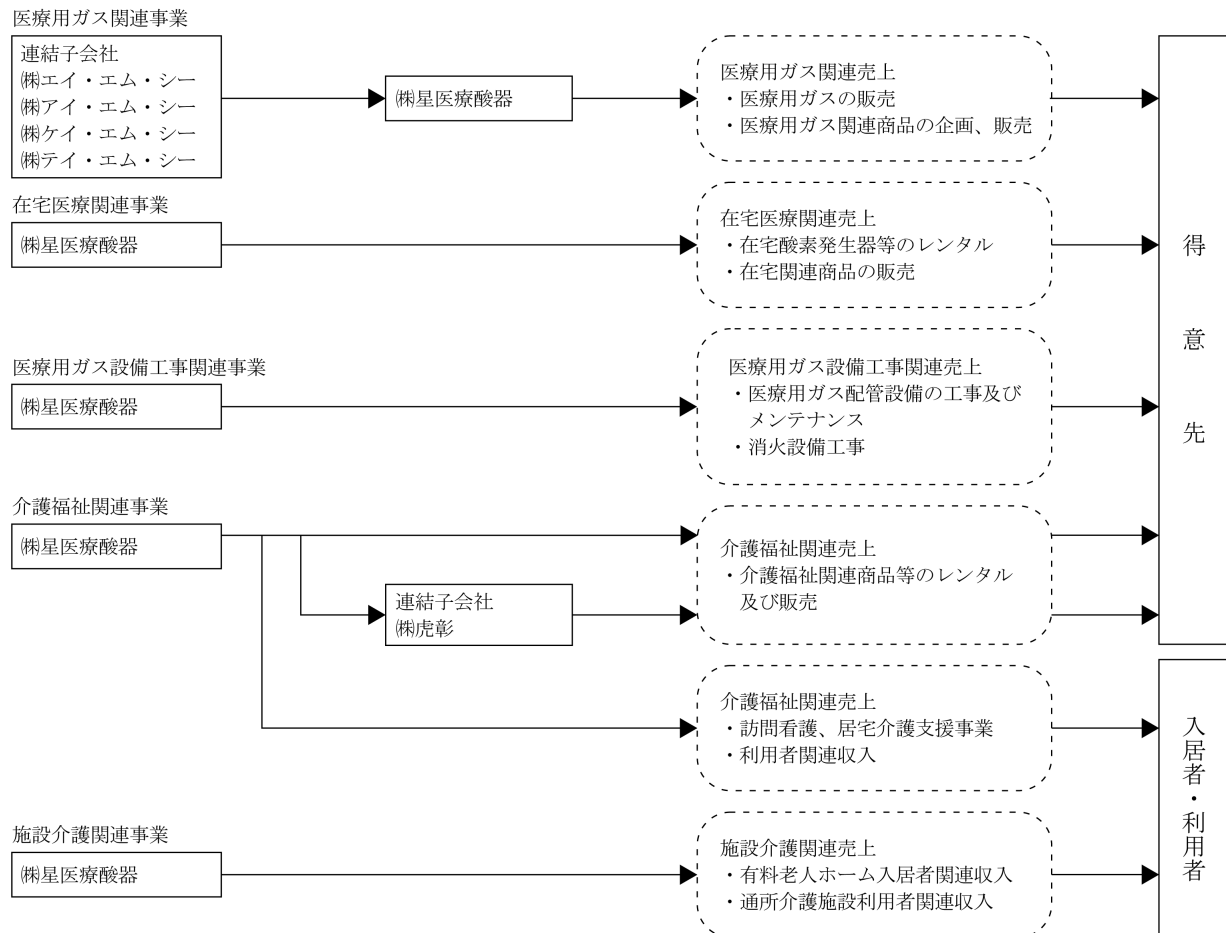 医療用ガス関連事業
連結子会社
㈱エイ・エム・シー
㈱アイ・エム・シー
㈱ケイ・エム・シー
㈱テイ・エム・シー
㈱星医療酸器
医療用ガス関連売上
・医療用ガスの販売
・医療用ガス関連商品の企画、販売
在宅医療関連事業
㈱星医療酸器
在宅医療関連売上
・在宅酸素発生器等のレンタル
・在宅関連商品の販売
医療用ガス設備工事関連事業
㈱星医療酸器
医療用ガス設備工事関連売上
・医療用ガス配管設備の工事及び
メンテナンス
・消火設備工事
介護福祉関連事業
㈱星医療酸器
連結子会社
㈱虎彰
介護福祉関連売上
・介護福祉関連商品等のレンタル
及び販売
得意先
介護福祉関連売上
・訪問看護、居宅介護支援事業
・利用者関連収入
施設介護関連事業
㈱星医療酸器
施設介護関連売上
・有料老人ホーム入居者関連収入
・通所介護施設利用者関連収入
入居者・利用者